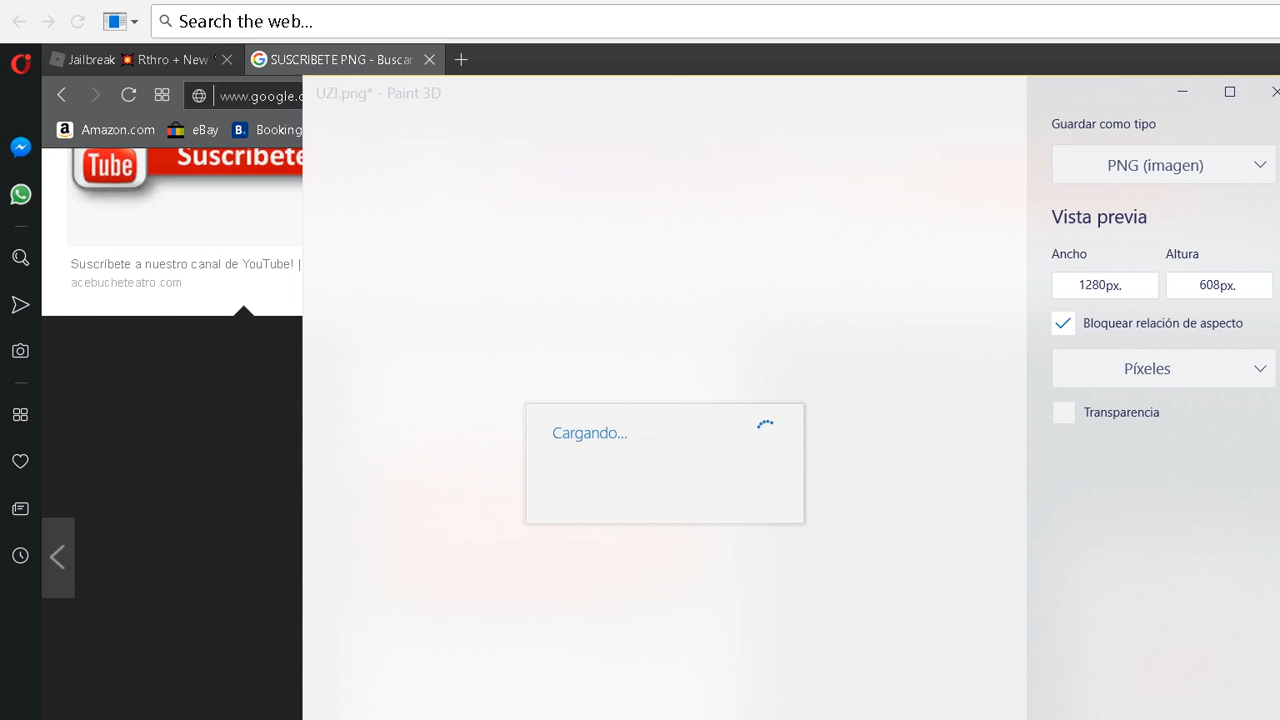 Search the web...
Jailbreak 💥 Rthro + New
SUSCRIBETE PNG - Buscar
www.google.c
Amazon.com
eBay
B.
Booking
Tube
Suscribete
Suscríbete a nuestro canal de YouTube! |
acebucheteatro.com
UZI.png* - Paint 3D
Cargando...
Guardar como tipo
PNG (imagen)
Vista previa
Ancho
Altura
1280px.
608px.
Bloquear relación de aspecto
Píxeles
Transparencia